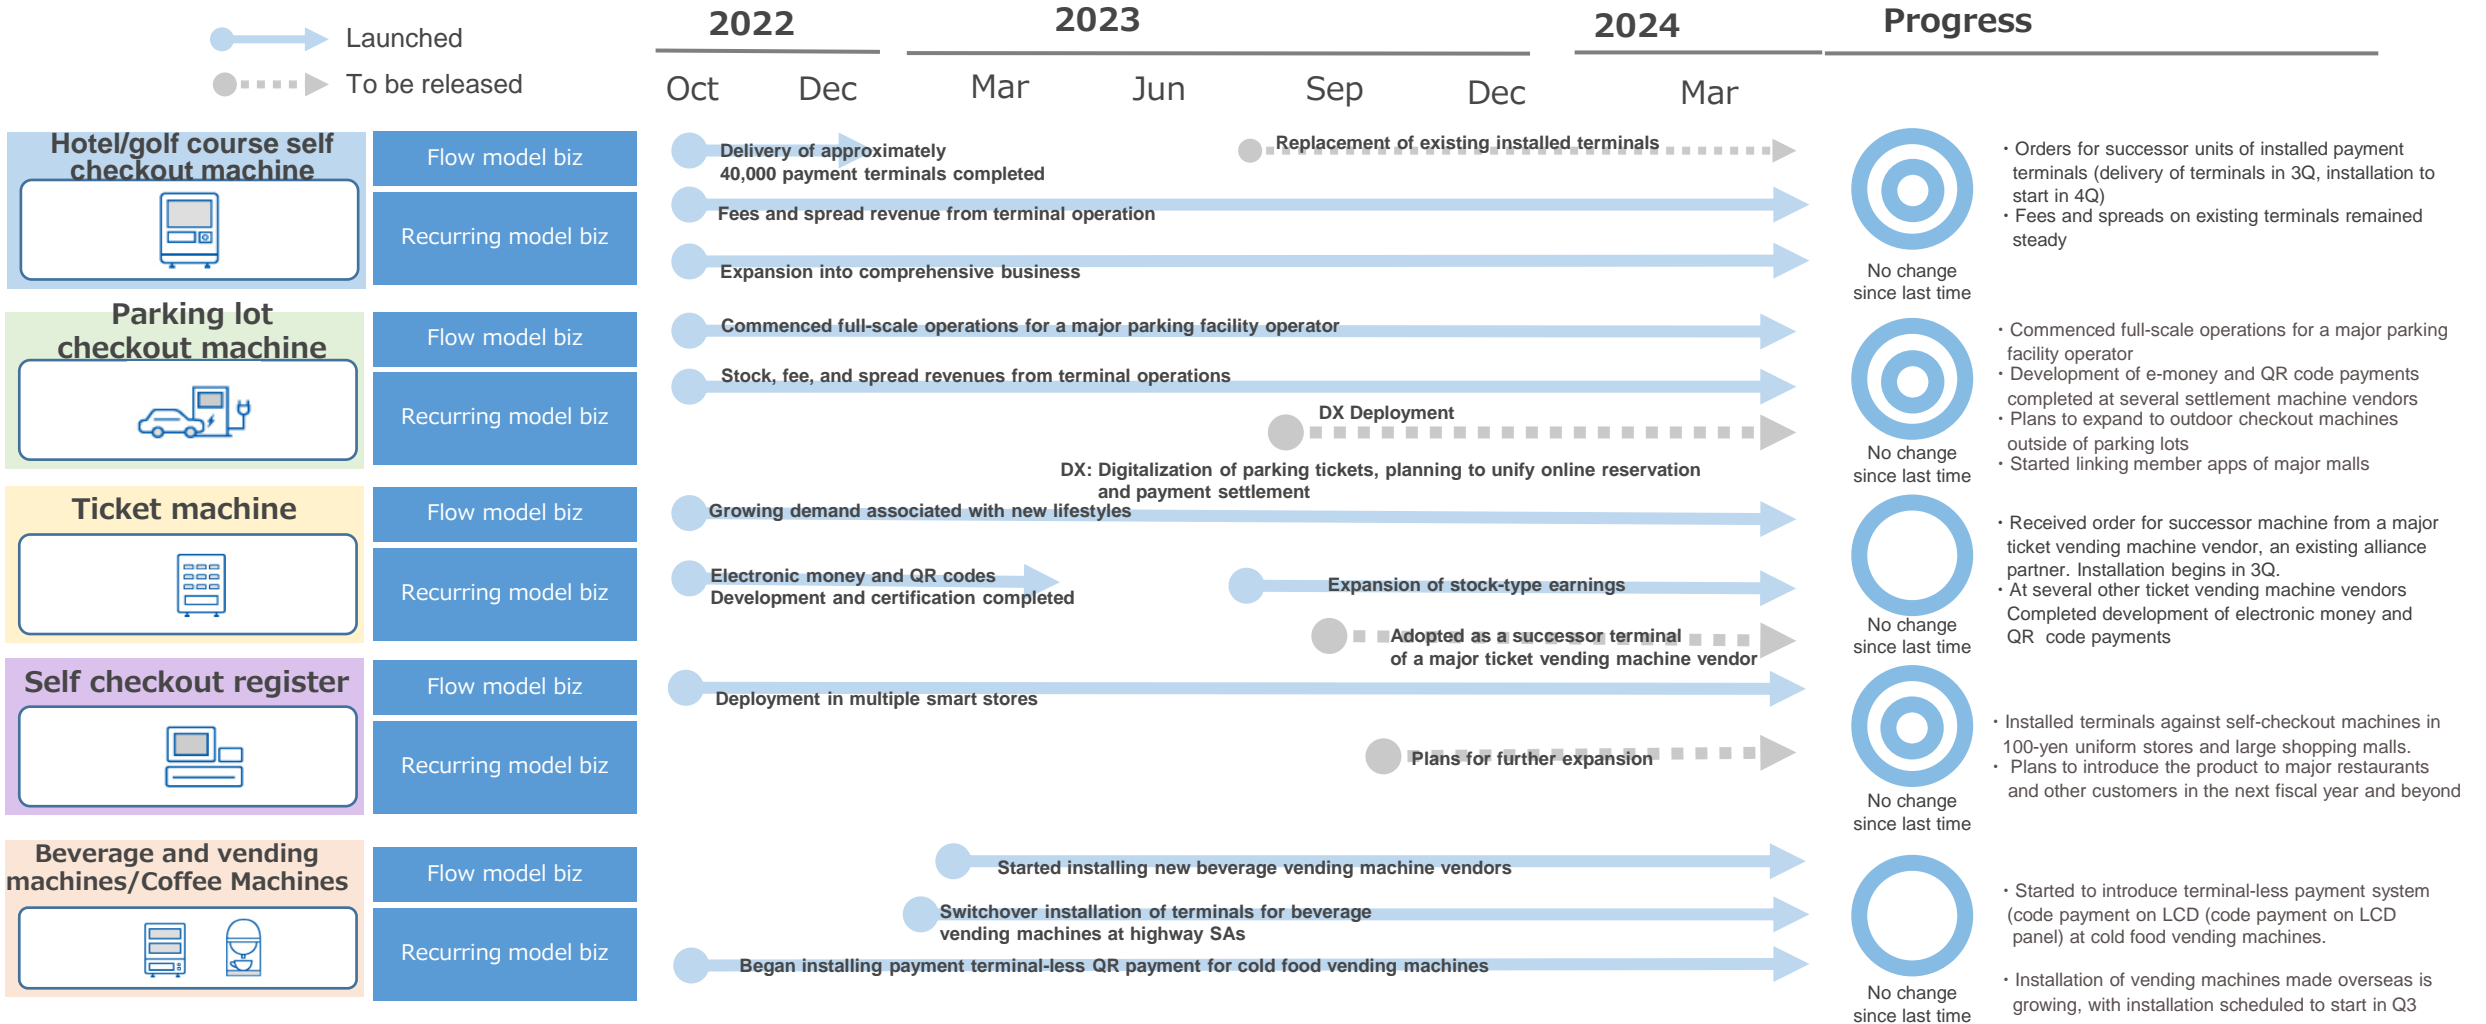 2022
2023
2024
Progress
Launched
To be released
Oct
Dec
Mar
Jun
Sep
Dec
Mar
Hotel/golf course self
checkout machine
Flow model biz
Recurring model biz
Delivery of approximately
40,000 payment terminals completed
Replacement of existing installed terminals
Fees and spread revenue from terminal operation
Expansion into comprehensive business
No change
since last time
・Orders for successor units of installed payment
terminals (delivery of terminals in 3Q, installation to
start in 4Q)
・Fees and spreads on existing terminals remained
steady
Parking lot
checkout machine
Flow model biz
Recurring model biz
Commenced full-scale operations for a major parking facility operator
Stock, fee, and spread revenues from terminal operations
DX Deployment
DX: Digitalization of parking tickets, planning to unify online reservation
and payment settlement
No change
since last time
・Commenced full-scale operations for a major parking
facility operator
・Development of e-money and QR code payments
completed at several settlement machine vendors
・Plans to expand to outdoor checkout machines
outside of parking lots
・Started linking member apps of major malls
Ticket machine
Flow model biz
Recurring model biz
Growing demand associated with new lifestyles
Electronic money and QR codes
Development and certification completed
Expansion of stock-type earnings
Adopted as a successor terminal
of a major ticket vending machine vendor
No change
since last time
・Received order for successor machine from a major
ticket vending machine vendor, an existing alliance
partner. Installation begins in 3Q.
・At several other ticket vending machine vendors
Completed development of electronic money and
QR code payments
Self checkout register
Flow model biz
Recurring model biz
Deployment in multiple smart stores
Plans for further expansion
No change
since last time
・Installed terminals against self-checkout machines in
100-yen uniform stores and large shopping malls.
・Plans to introduce the product to major restaurants
and other customers in the next fiscal year and beyond
Beverage and vending
machines/Coffee Machines
Flow model biz
Recurring model biz
Started installing new beverage vending machine vendors
Switchover installation of terminals for beverage
vending machines at highway SAs
Began installing payment terminal-less QR payment for cold food vending machines
No change
since last time
・Started to introduce terminal-less payment system
(code payment on LCD (code payment on LCD
panel) at cold food vending machines.
・Installation of vending machines made overseas is
growing, with installation scheduled to start in Q3